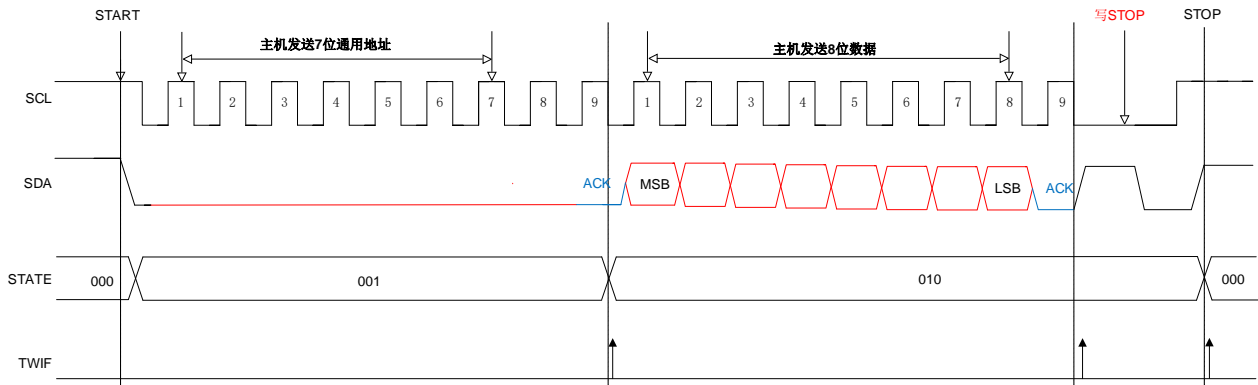 START
写STOP
STOP
主机发送7位通用地址
主机发送8位数据
SCL
1 2 3 4 5 6 7 8 9 1 2 3 4 5 6 7 8 9
SDA
ACK MSB LSB ACK
STATE
000 001 010 000
TWIF